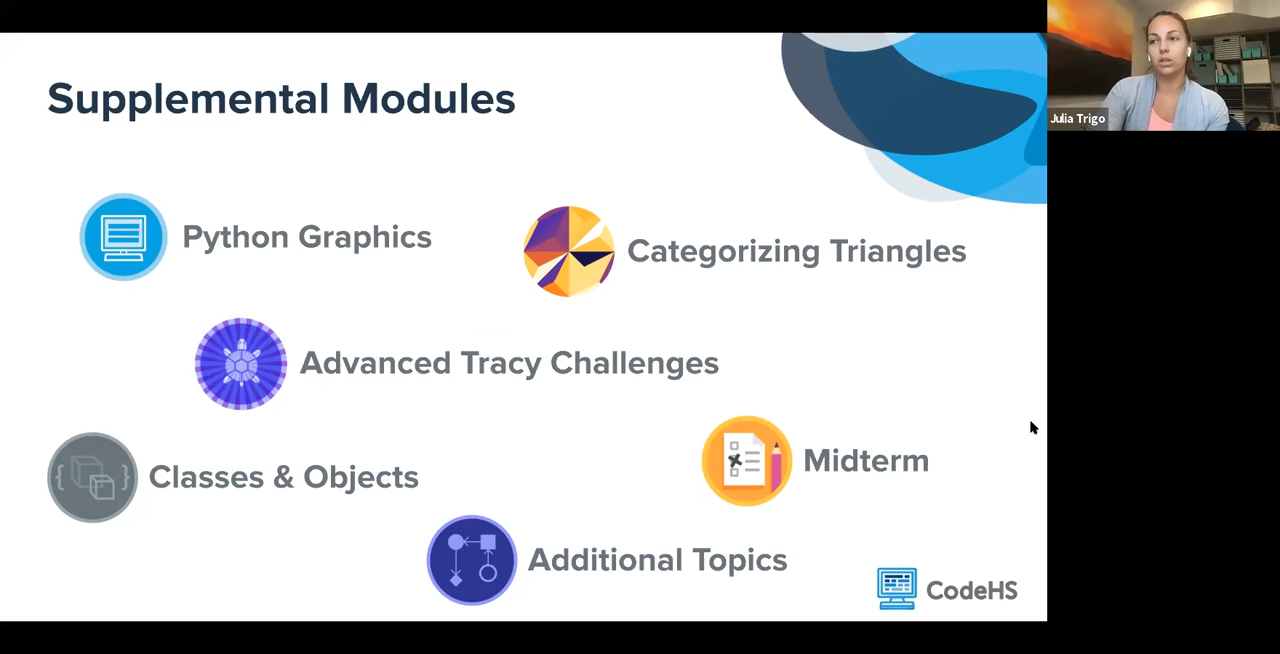 Supplemental Modules
Julia Trigo
Python Graphics
Categorizing Triangles
Advanced Tracy Challenges
Classes & Objects
Midterm
Additional Topics
CodeHS